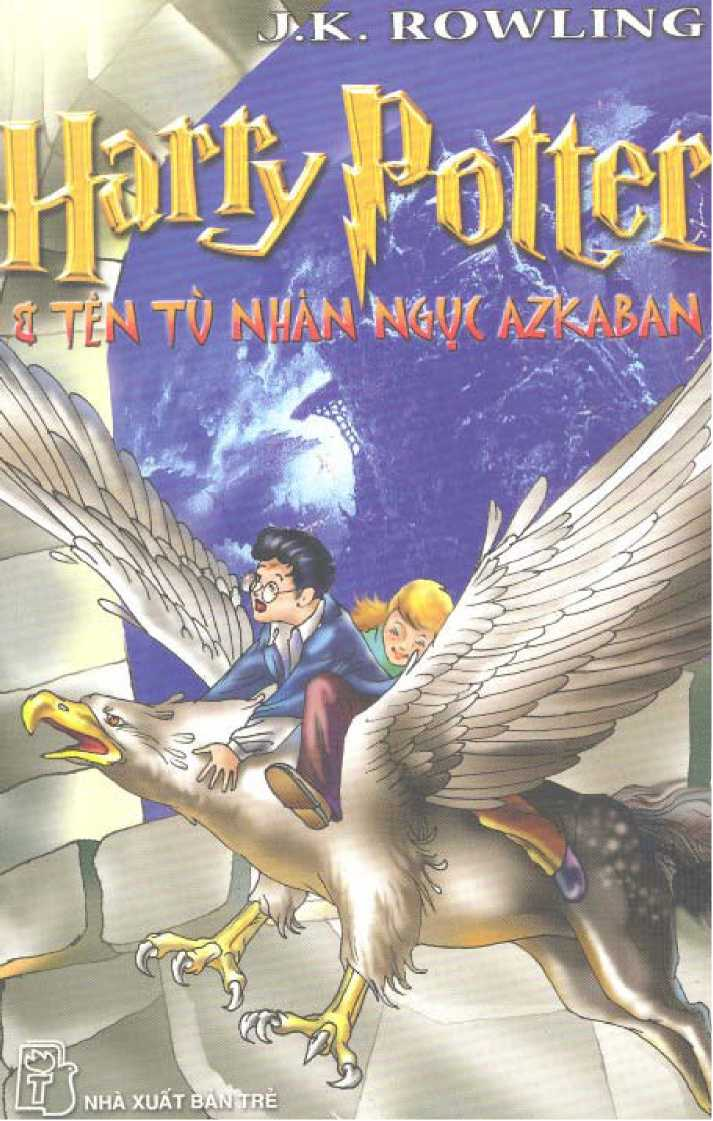 J.K. ROWLING
Harry Potter
& TÊN TÙ NHÂN NGỤC AZKABAN
T
NHÀ XUẤT BẢN TRẺ